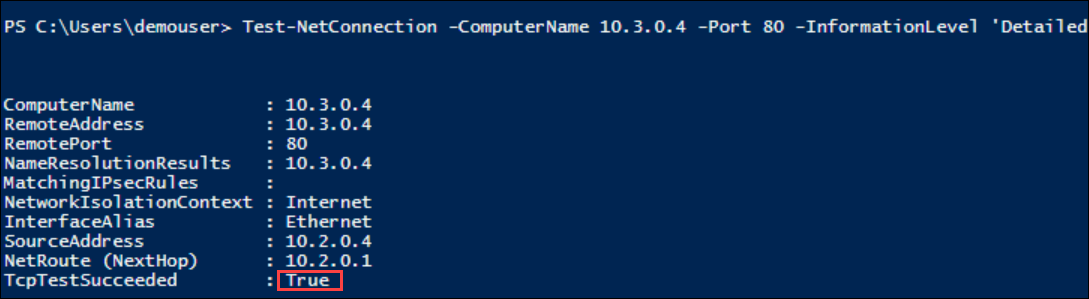 PS C:\Users\demouser> Test-NetConnection -ComputerName 10.3.0.4 -Port 80 -InformationLevel 'Detailed
ComputerName : 10.3.0.4
RemoteAddress : 10.3.0.4
RemotePort : 80
NameResolutionResults : 10.3.0.4
MatchingIPsecRules :
NetworkIsolationContext : Internet
InterfaceAlias : Ethernet
SourceAddress : 10.2.0.4
NetRoute (NextHop) : 10.2.0.1
TcpTestSucceeded : True